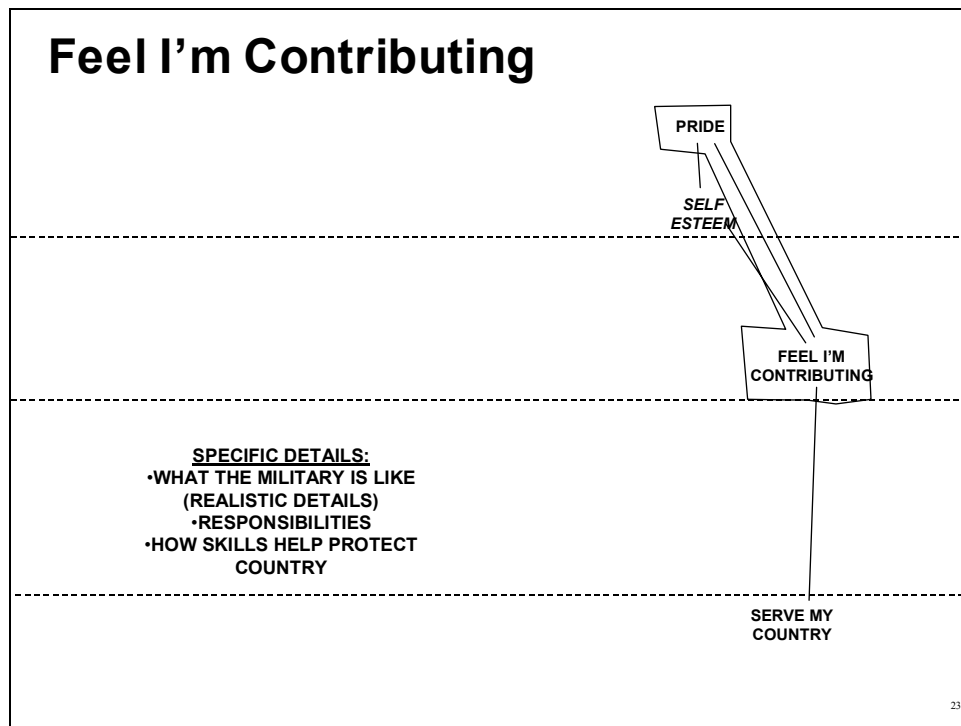 Feel I’m Contributing
PRIDE
SELF
ESTEEM
FEEL I’M
CONTRIBUTING
SPECIFIC DETAILS:
•WHAT THE MILITARY IS LIKE
(REALISTIC DETAILS)
•RESPONSIBILITIES
•HOW SKILLS HELP PROTECT
COUNTRY
SERVE MY
COUNTRY
23